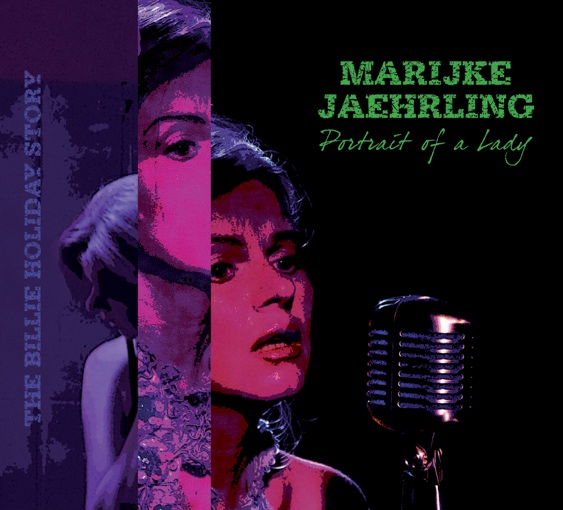 THE BILLIE HOLIDAY STORY
MARIJKE
JAEHRLING
Portrait of a Lady